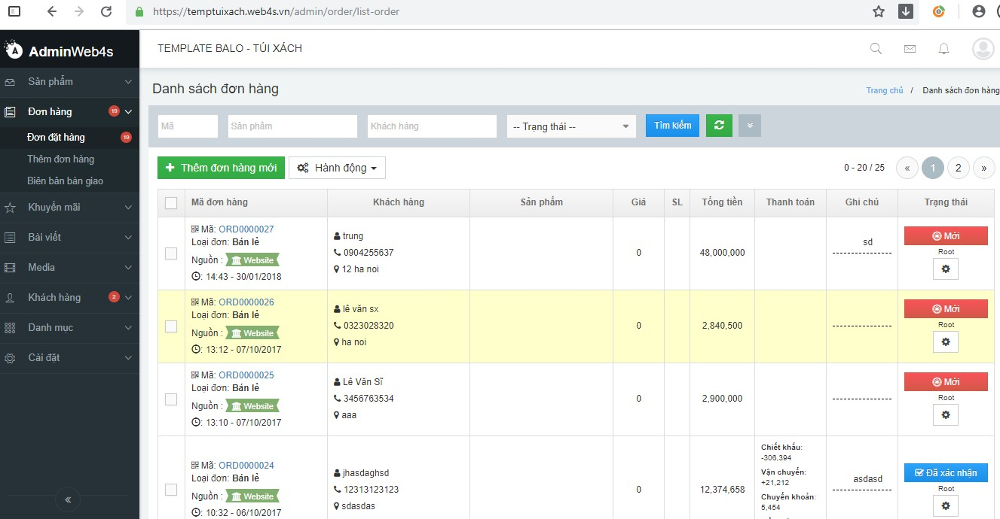 https://temptuixach.web4s.vn/admin/order/list-order
AdminWeb4s
TEMPLATE BALO - TÚI XÁCH
Sản phẩm
Đơn hàng 19
Đơn đặt hàng 19
Thêm đơn hàng
Biên bản bàn giao
Khuyến mãi
Bài viết
Media
Khách hàng 2
Danh mục
Cài đặt
«
Danh sách đơn hàng
Trang chủ / Danh sách đơn hàng
Mã Sản phẩm Khách hàng -- Trạng thái -- Tìm kiếm
Thêm đơn hàng mới Hành động 0 - 20 / 25 « 1 2 »
Mã đơn hàng Khách hàng Sản phẩm Giá SL Tổng tiền Thanh toán Ghi chú Trạng thái
Mã: ORD0000027
Loại đơn: Bán lẻ
Nguồn : Website
: 14:43 - 30/01/2018
trung
0904255637
12 ha noi
0
48,000,000
sd
Mới
Root
Mã: ORD0000026
Loại đơn: Bán lẻ
Nguồn : Website
: 13:12 - 07/10/2017
lê văn sx
0323028320
ha noi
0
2,840,500
Mới
Root
Mã: ORD0000025
Loại đơn: Bán lẻ
Nguồn : Website
: 13:10 - 07/10/2017
Lê Văn Sĩ
3456763534
aaa
0
2,900,000
Mới
Root
Mã: ORD0000024
Loại đơn: Bán lẻ
Nguồn : Website
: 10:32 - 06/10/2017
jhasdaghsd
12313123123
sdasdas
0
12,374,658
Chiết khấu:
-306,394
Vận chuyển:
+21,212
Chuyển khoản:
5,454
asdasd
Đã xác nhận
Root